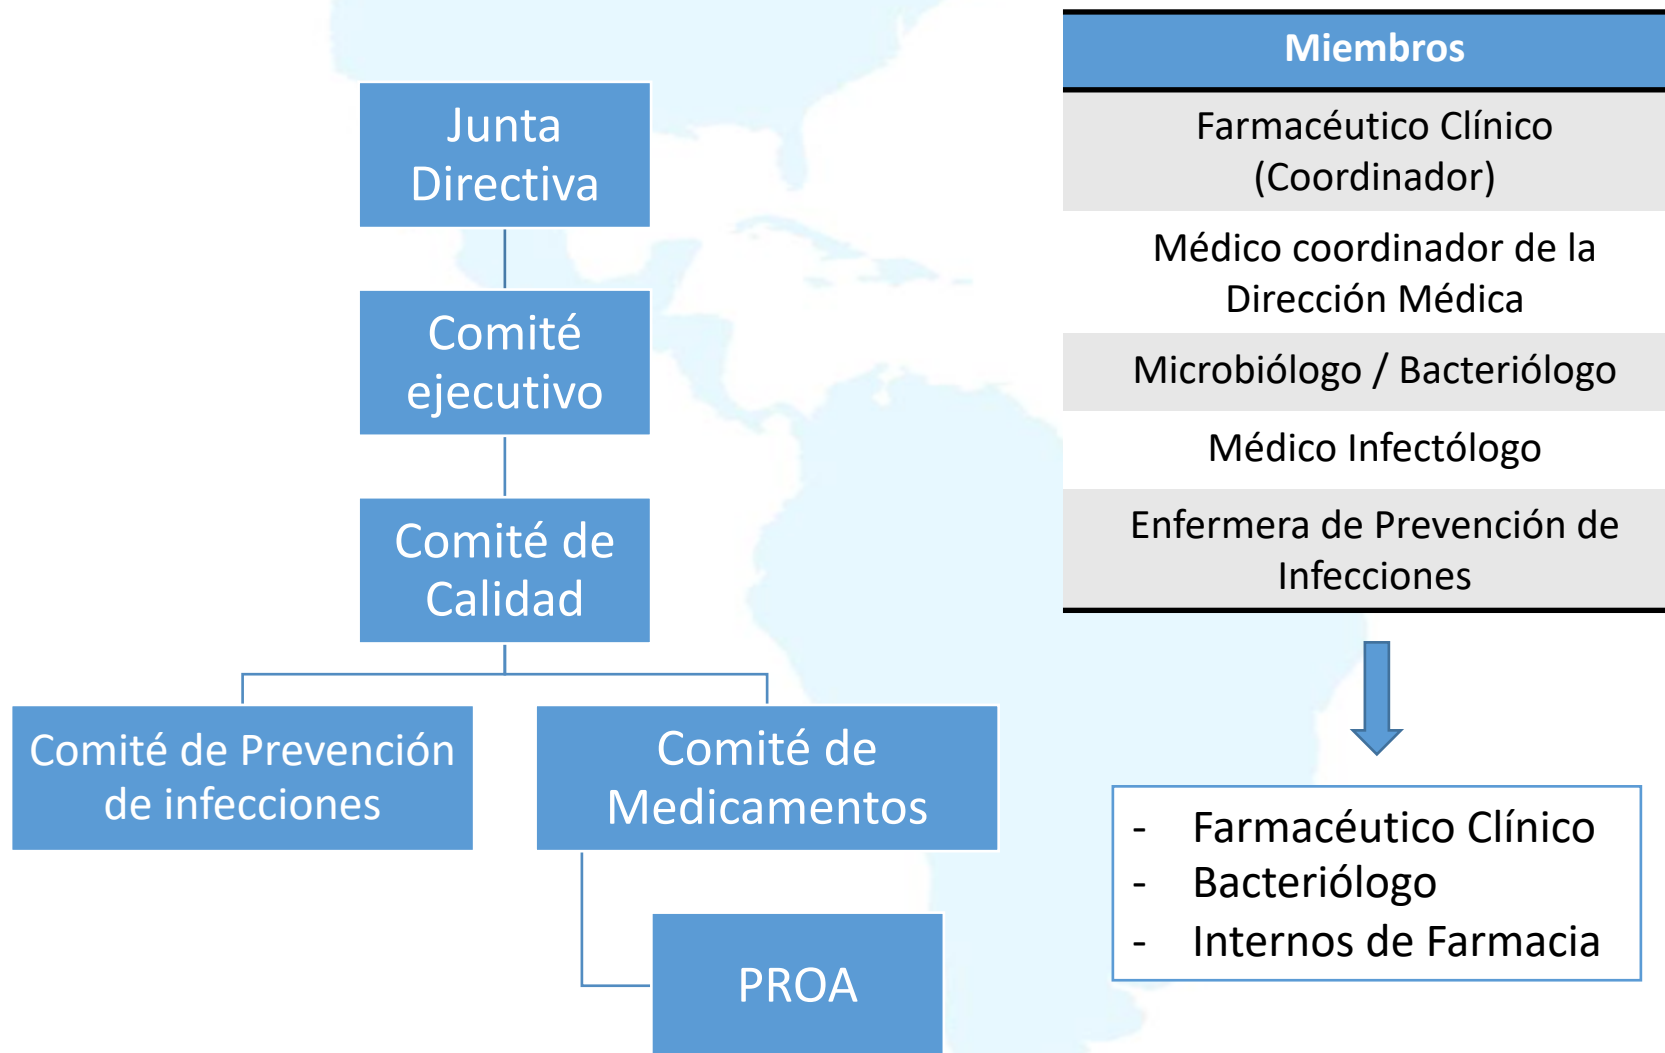 Junta
Directiva
Comité
ejecutivo
Comité de
Calidad
Comité de Prevención
de infecciones
Comité de
Medicamentos
PROA
Miembros
Farmacéutico Clínico
(Coordinador)
Médico coordinador de la
Dirección Médica
Microbiólogo / Bacteriólogo
Médico Infectólogo
Enfermera de Prevención de
Infecciones
- Farmacéutico Clínico
- Bacteriólogo
- Internos de Farmacia